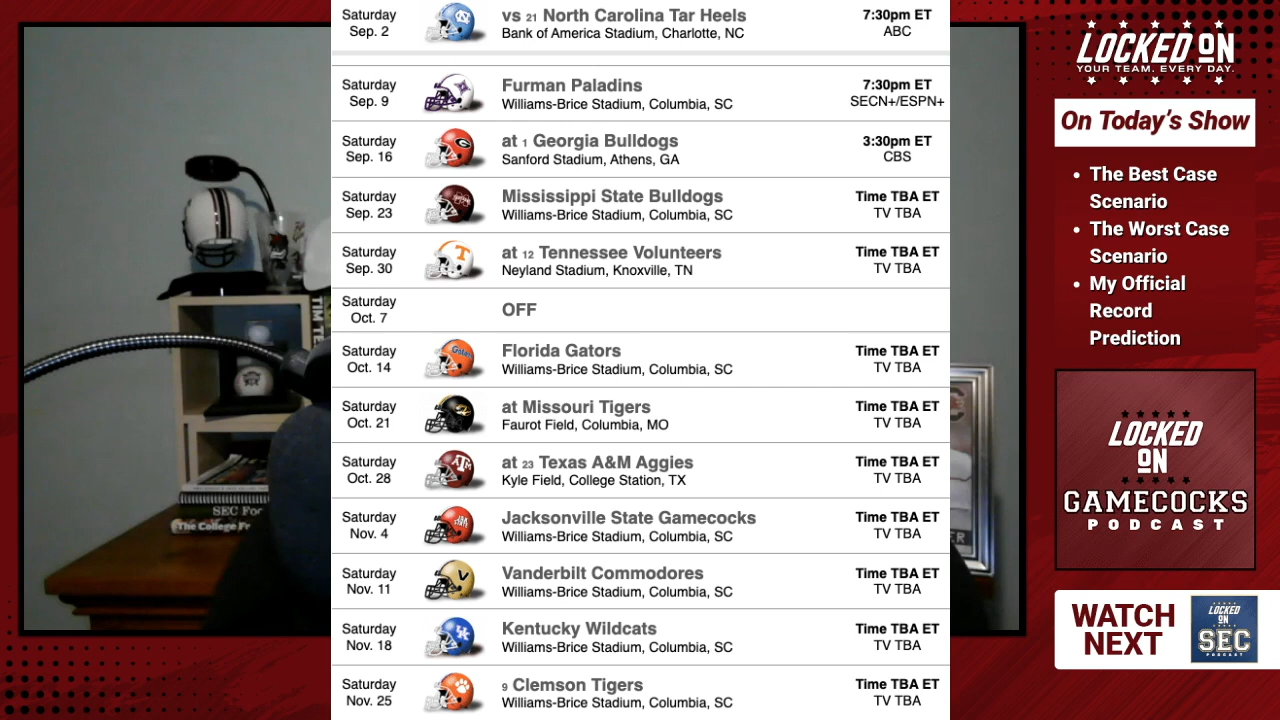 Saturday
Sep. 2
vs 21 North Carolina Tar Heels
Bank of America Stadium, Charlotte, NC
7:30pm ET
ABC
Saturday
Sep. 9
Furman Paladins
Williams-Brice Stadium, Columbia, SC
7:30pm ET
SECN+/ESPN+
Saturday
Sep. 16
at 1 Georgia Bulldogs
Sanford Stadium, Athens, GA
3:30pm ET
CBS
Saturday
Sep. 23
Mississippi State Bulldogs
Williams-Brice Stadium, Columbia, SC
Time TBA ET
TV TBA
Saturday
Sep. 30
at 12 Tennessee Volunteers
Neyland Stadium, Knoxville, TN
Time TBA ET
TV TBA
Saturday
Oct. 7
OFF
Saturday
Oct. 14
Florida Gators
Williams-Brice Stadium, Columbia, SC
Time TBA ET
TV TBA
Saturday
Oct. 21
at Missouri Tigers
Faurot Field, Columbia, MO
Time TBA ET
TV TBA
Saturday
Oct. 28
at 23 Texas A&M Aggies
Kyle Field, College Station, TX
Time TBA ET
TV TBA
Saturday
Nov. 4
Jacksonville State Gamecocks
Williams-Brice Stadium, Columbia, SC
Time TBA ET
TV TBA
Saturday
Nov. 11
Vanderbilt Commodores
Williams-Brice Stadium, Columbia, SC
Time TBA ET
TV TBA
Saturday
Nov. 18
Kentucky Wildcats
Williams-Brice Stadium, Columbia, SC
Time TBA ET
TV TBA
Saturday
Nov. 25
9 Clemson Tigers
Williams-Brice Stadium, Columbia, SC
Time TBA ET
TV TBA
LOCKED ON
YOUR TEAM. EVERY DAY.
On Today's Show
• The Best Case
Scenario
• The Worst Case
Scenario
• My Official
Record
Prediction
LOCKED
ON
GAMECOCKS
PODCAST
WATCH
NEXT
LOCKED
ON
SEC
PODCAST
TIM TE
SEC Foo
The College Fr